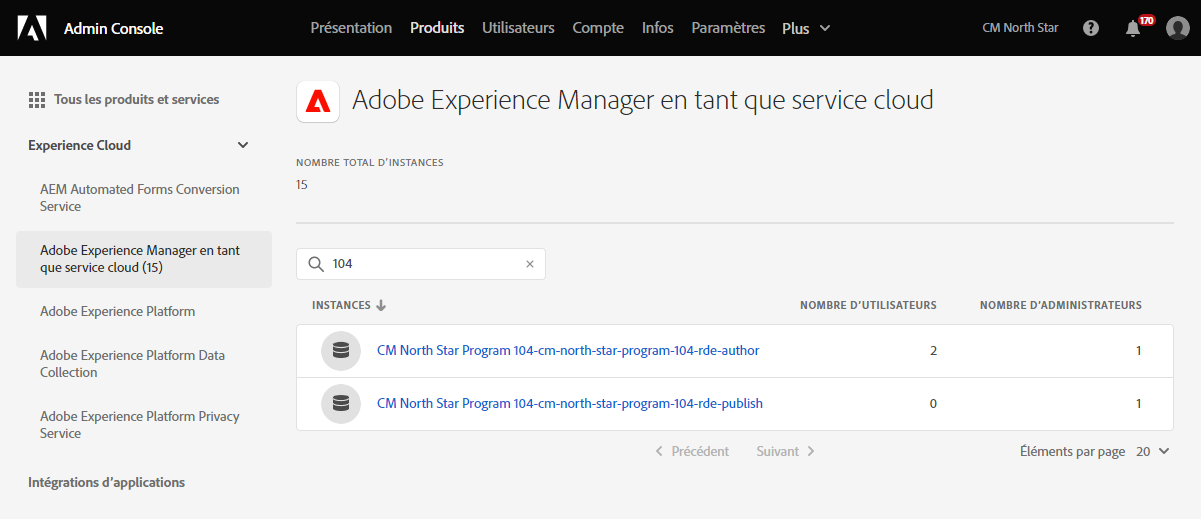 Admin Console
Présentation Produits Utilisateurs Compte Infos Paramètres Plus
CM North Star
170
Tous les produits et services
Experience Cloud
AEM Automated Forms Conversion
Service
Adobe Experience Manager en tant
que service cloud (15)
Adobe Experience Platform
Adobe Experience Platform Data
Collection
Adobe Experience Platform Privacy
Service
Intégrations d’applications
Adobe Experience Manager en tant que service cloud
NOMBRE TOTAL D’INSTANCES
15
104
INSTANCES NOMBRE D’UTILISATEURS NOMBRE D’ADMINISTRATEURS
CM North Star Program 104-cm-north-star-program-104-rde-author 2 1
CM North Star Program 104-cm-north-star-program-104-rde-publish 0 1
Précédent Suivant Éléments par page 20